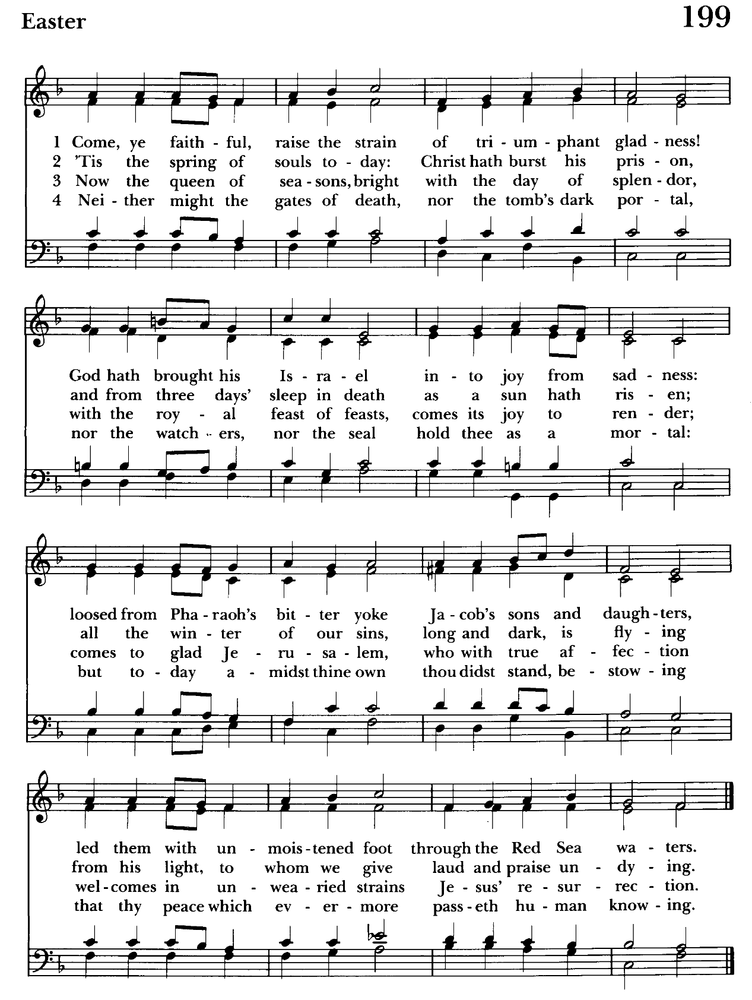 Easter 199
1 Come, ye faith - ful, raise the strain of tri - um - phant glad - ness!
2 ’Tis the spring of souls to - day: Christ hath burst his pris - on,
3 Now the queen of sea - sons, bright with the day of splen - dor,
4 Nei - ther might the gates of death, nor the tomb’s dark por - tal,
God hath brought his Is - ra - el in - to joy from sad - ness:
and from three days’ sleep in death as a sun hath ris - en;
with the roy - al feast of feasts, comes its joy to ren - der;
nor the watch - ers, nor the seal hold thee as a mor - tal:
loosed from Pha - raoh’s bit - ter yoke Ja - cob’s sons and daugh - ters,
all the win - ter of our sins, long and dark, is fly - ing
comes to glad Je - ru - sa - lem, who with true af - fec - tion
but to - day a - midst thine own thou didst stand, be - stow - ing
led them with un - mois - tened foot through the Red Sea wa - ters.
from his light, to whom we give laud and praise un - dy - ing.
wel - comes in un - wea - ried strains Je - sus’ re - sur - rec - tion.
that thy peace which ev - er - more pass - eth hu - man know - ing.